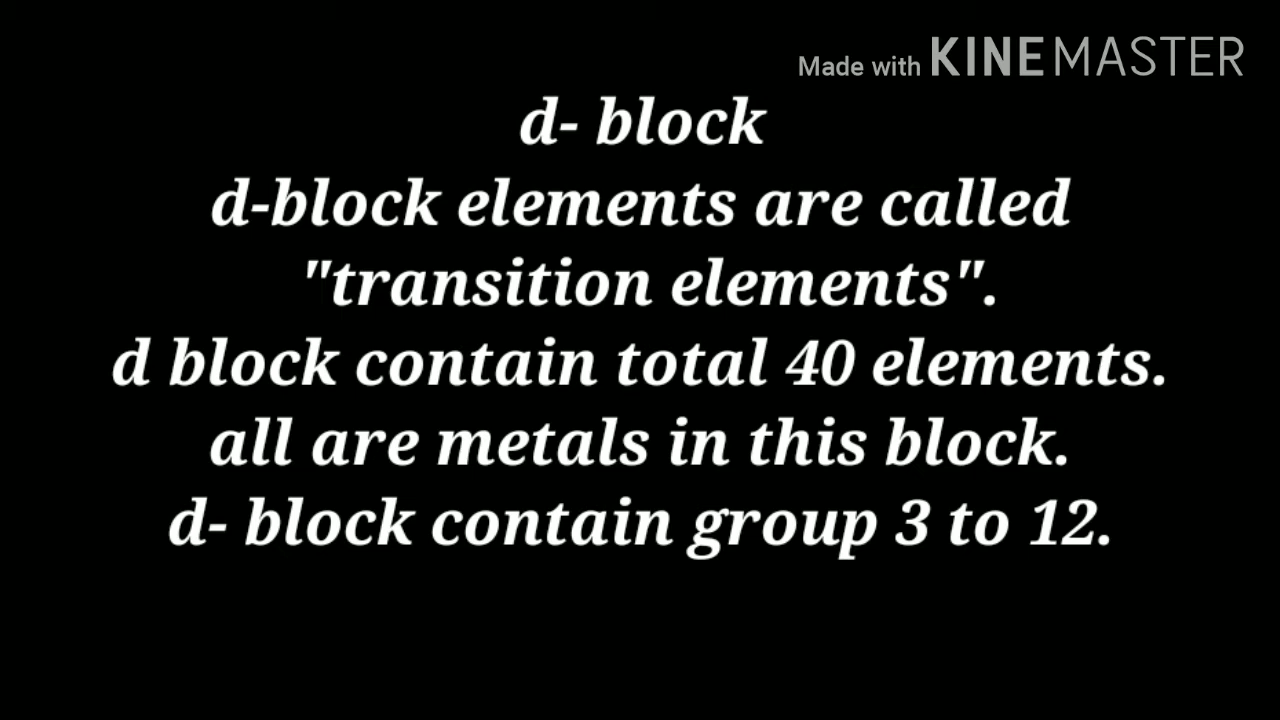 Made with KINEMASTER
d- block
d-block elements are called
"transition elements".
d block contain total 40 elements.
all are metals in this block.
d- block contain group 3 to 12.